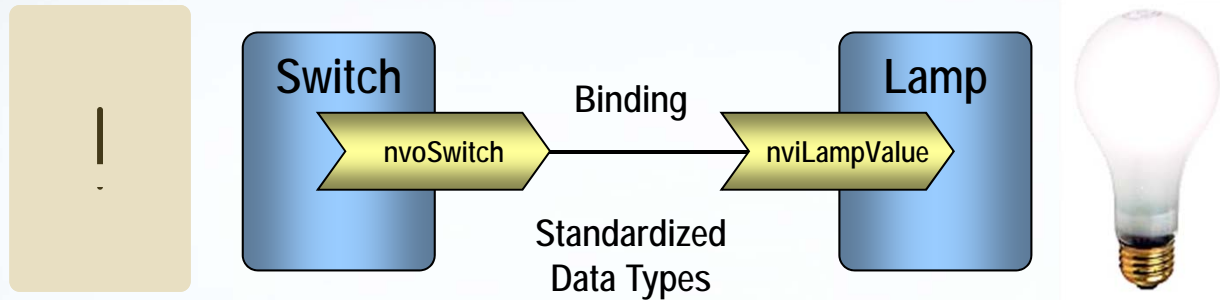 Switch
nvoSwitch
Binding
Standardized
Data Types
Lamp
nviLampValue